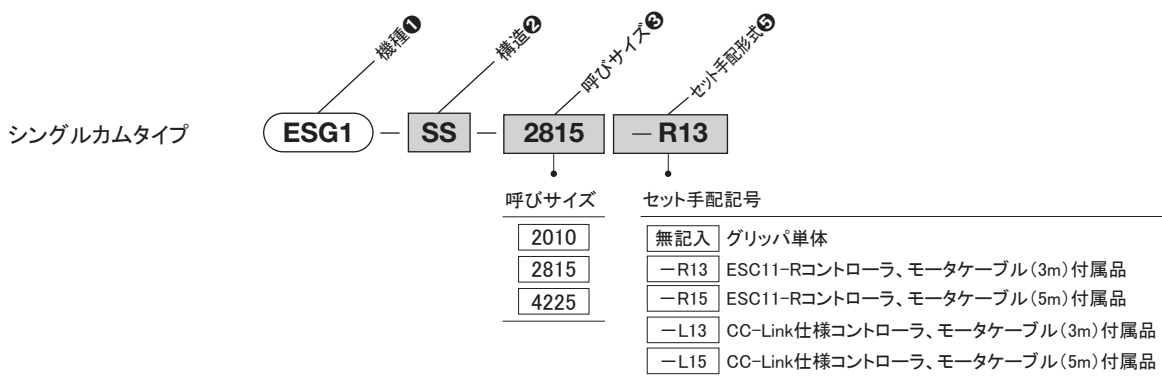 機種❶
構造❷
呼びサイズ❸
セット手配形式❺
シングルカムタイプ
ESG1 － SS － 2815 －R13
呼びサイズ
2010
2815
4225
セット手配記号
無記入 グリッパ単体
－R13 ESC11-Rコントローラ、モータケーブル（3m）付属品
－R15 ESC11-Rコントローラ、モータケーブル（5m）付属品
－L13 CC-Link仕様コントローラ、モータケーブル（3m）付属品
－L15 CC-Link仕様コントローラ、モータケーブル（5m）付属品